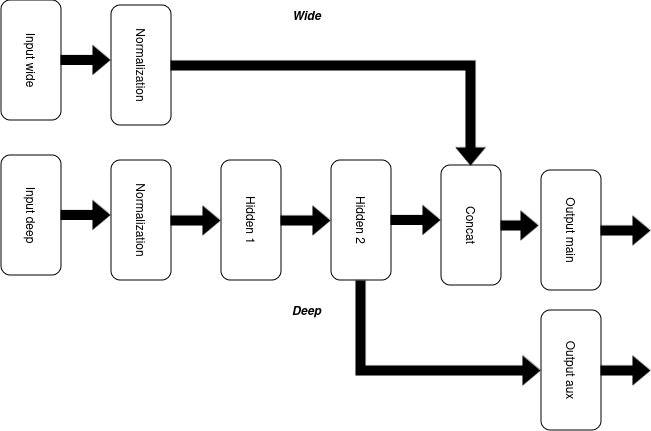 Wide
Input wide
Normalization
Input deep
Normalization
Hidden 1
Hidden 2
Concat
Output main
Deep
Output aux